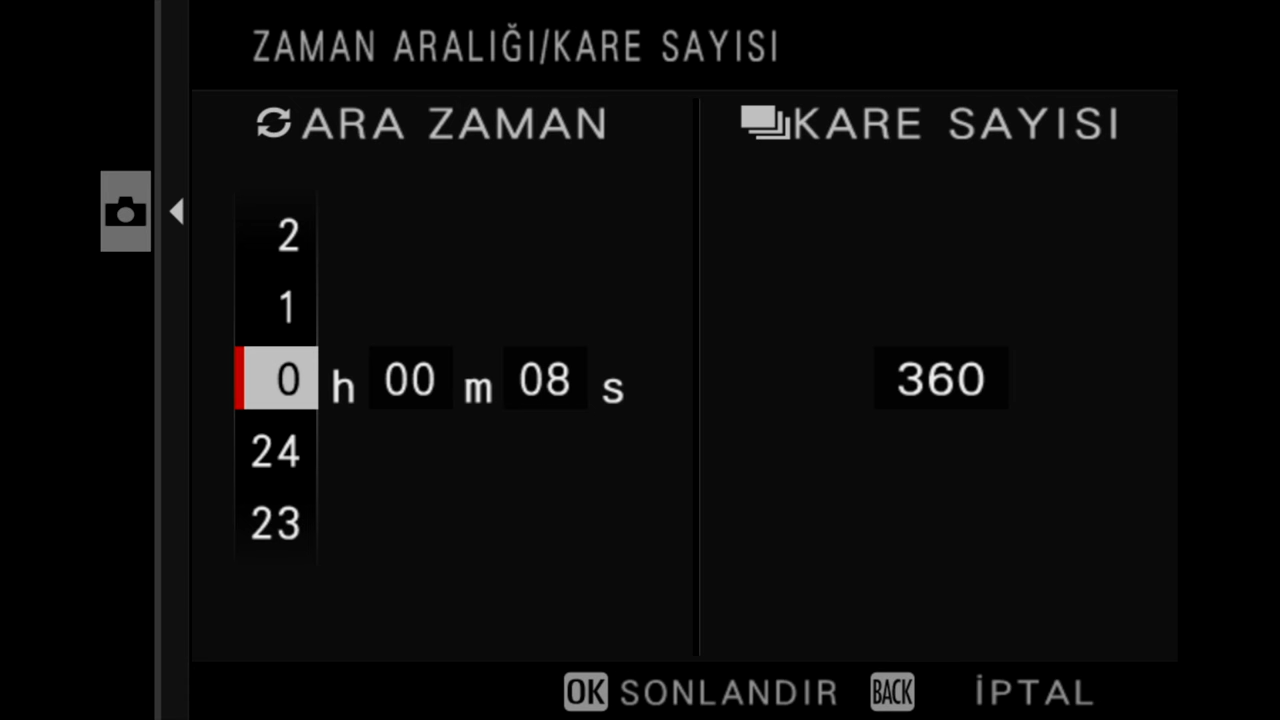 ZAMAN ARALIĞI/KARE SAYISI
ARA ZAMAN
KARE SAYISI
2
1
0 h 00 m 08 s
360
24
23
OK SONLANDIR BACK İPTAL